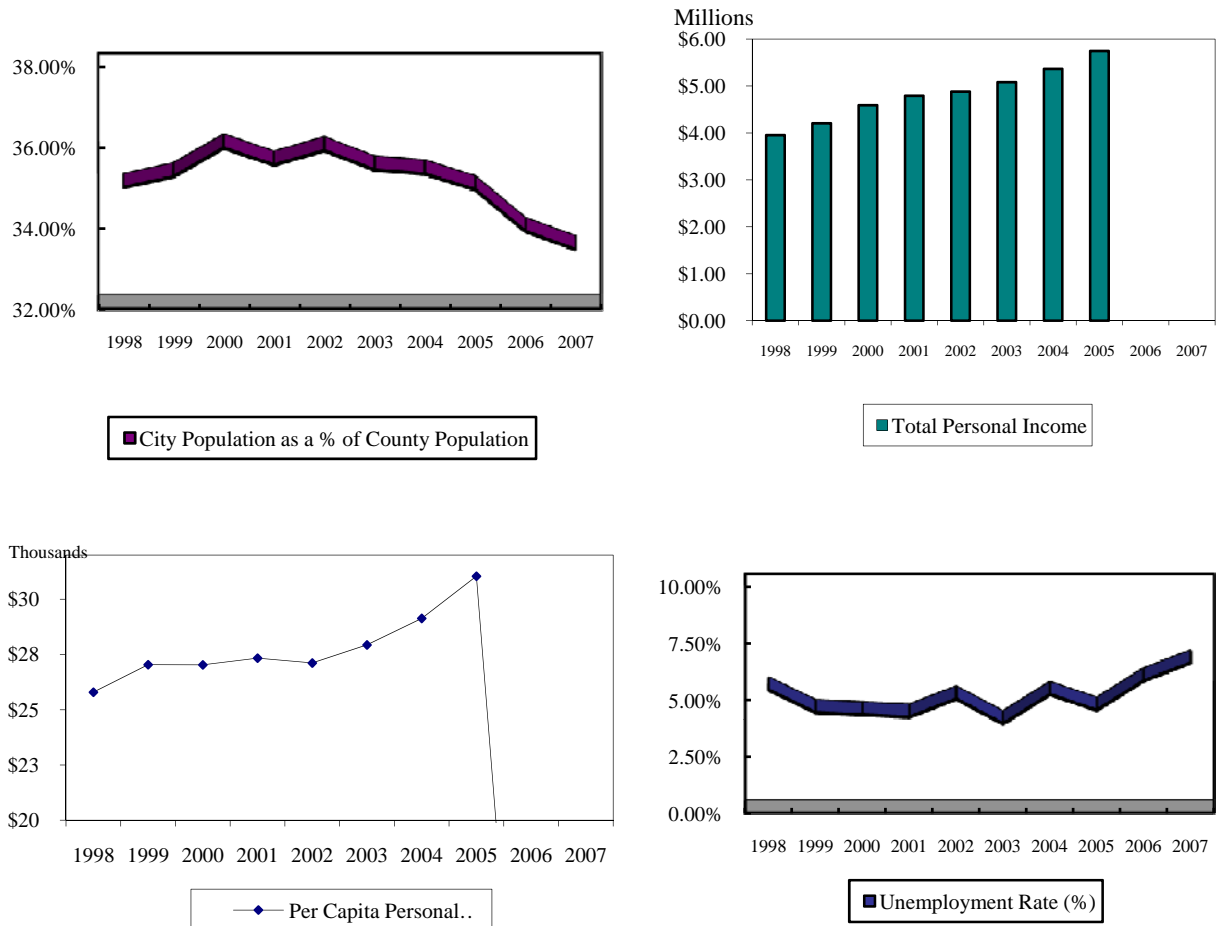 38.00%
36.00%
34.00%
32.00%
1998 1999 2000 2001 2002 2003 2004 2005 2006 2007
City Population as a % of County Population
Millions
$6.00
$5.00
$4.00
$3.00
$2.00
$1.00
$0.00
1998 1999 2000 2001 2002 2003 2004 2005 2006 2007
Total Personal Income
Thousands
$30
$28
$25
$23
$20
1998 1999 2000 2001 2002 2003 2004 2005 2006 2007
Per Capita Personal..
10.00%
7.50%
5.00%
2.50%
0.00%
1998 1999 2000 2001 2002 2003 2004 2005 2006 2007
Unemployment Rate (%)